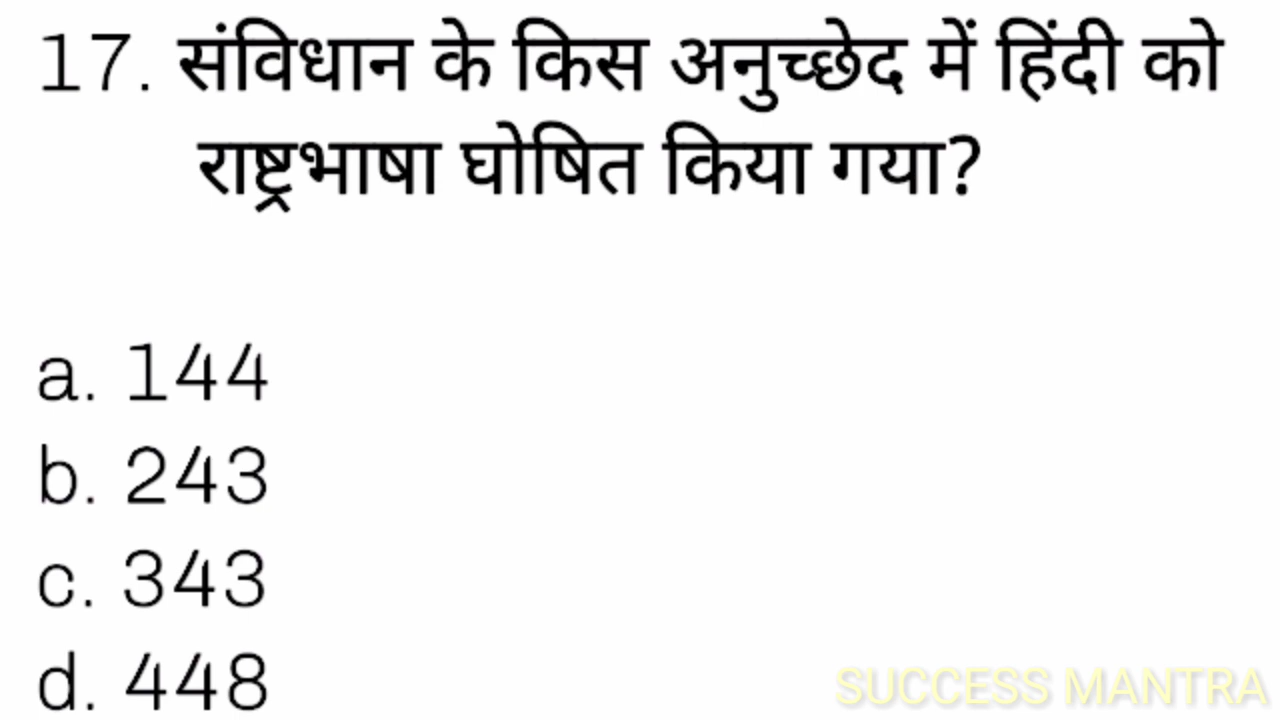 17. संविधान के किस अनुच्छेद में हिंदी को
राष्ट्रभाषा घोषित किया गया?
a. 144
b. 243
c. 343
d. 448
SUCCESS MANTRA